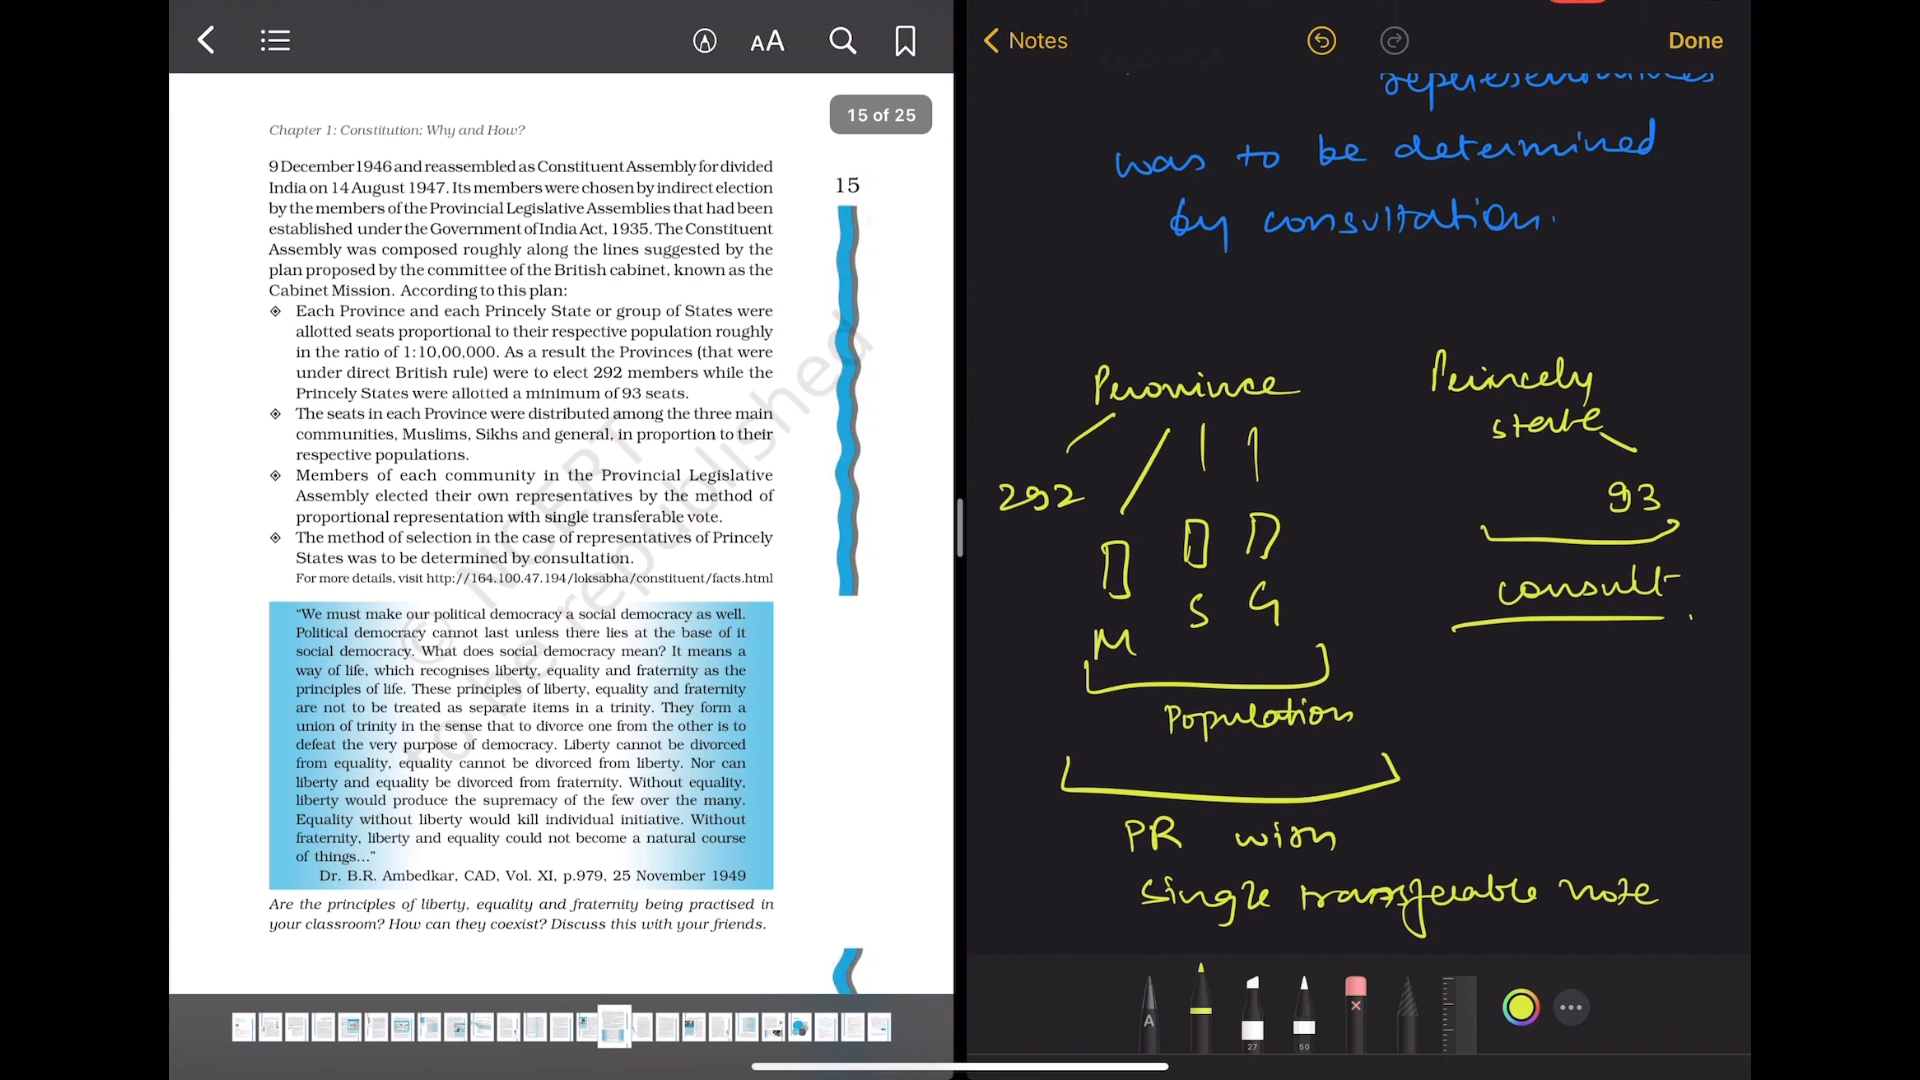 15 of 25
Chapter 1: Constitution: Why and How?
9 December 1946 and reassembled as Constituent Assembly for divided
India on 14 August 1947. Its members were chosen by indirect election
by the members of the Provincial Legislative Assemblies that had been
established under the Government of India Act, 1935. The Constituent
Assembly was composed roughly along the lines suggested by the
plan proposed by the committee of the British cabinet, known as the
Cabinet Mission. According to this plan:
Each Province and each Princely State or group of States were
allotted seats proportional to their respective population roughly
in the ratio of 1:10,00,000. As a result the Provinces (that were
under direct British rule) were to elect 292 members while the
Princely States were allotted a minimum of 93 seats.
The seats in each Province were distributed among the three main
communities, Muslims, Sikhs and general, in proportion to their
respective populations.
Members of each community in the Provincial Legislative
Assembly elected their own representatives by the method of
proportional representation with single transferable vote.
The method of selection in the case of representatives of Princely
States was to be determined by consultation.
For more details, visit http://164.100.47.194/loksabha/constituent/facts.html
15
"We must make our political democracy a social democracy as well.
Political democracy cannot last unless there lies at the base of it
social democracy. What does social democracy mean? It means a
way of life, which recognises liberty, equality and fraternity as the
principles of life. These principles of liberty, equality and fraternity
are not to be treated as separate items in a trinity. They form a
union of trinity in the sense that to divorce one from the other is to
defeat the very purpose of democracy. Liberty cannot be divorced
from equality, equality cannot be divorced from liberty. Nor can
liberty and equality be divorced from fraternity. Without equality,
liberty would produce the supremacy of the few over the many.
Equality without liberty would kill individual initiative. Without
fraternity, liberty and equality could not become a natural course
of things..."
Dr. B.R. Ambedkar, CAD, Vol. XI, p.979, 25 November 1949
Are the principles of liberty, equality and fraternity being practised in
your classroom? How can they coexist? Discuss this with your friends.
© NCERT
to be republished
AA
Notes
Done
was to be determined
by consultation.
Province
Princely
state
292
93
consult
S G
M
Population
PR with
single transferable vote
A
27
50